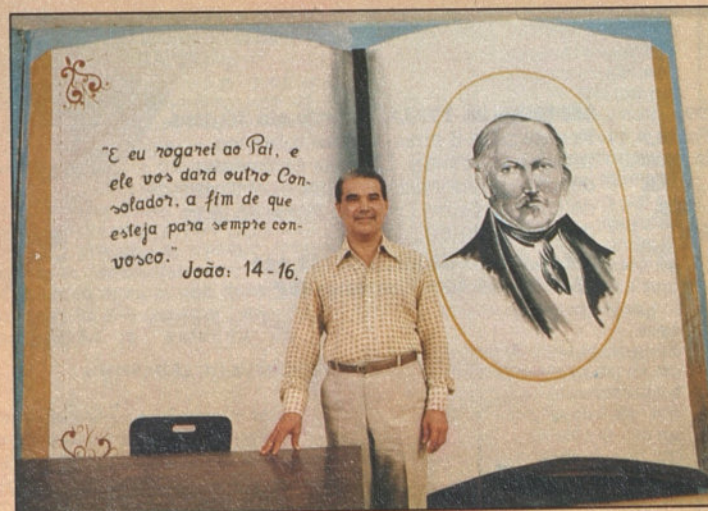 "E eu rogarei ao Pai, e
ele vos dará outro Con-
solador, a fim de que
esteja para sempre con-
vosco."
João: 14-16.